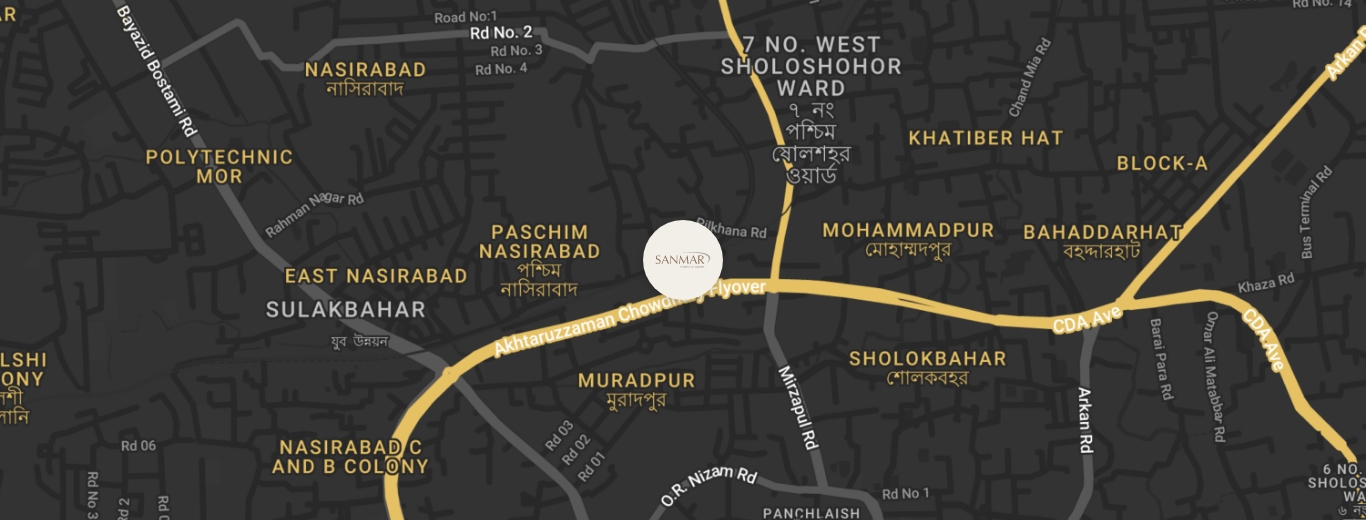 Road No:1
Rd No. 2
Rd No. 3
Rd No. 4
Bayazid Bostami Rd
NASIRABAD
নাসিরাবাদ
7 NO. WEST
SHOLOSHOHOR
WARD
৭ নং
পশ্চিম
ষোলশহর
ওয়ার্ড
Chand Mia Rd
Rd No. 14
KHATIBER HAT
BLOCK-A
POLYTECHNIC
MOR
Rahman Nagar Rd
Bus Terminal Rd
PASCHIM
NASIRABAD
পশ্চিম
নাসিরাবাদ
Pilkhana Rd
MOHAMMADPUR
মোহাম্মদপুর
BAHADDARHAT
বহদ্দারহাট
SANMAR
EAST NASIRABAD
SULAKBAHAR
যুব উন্নয়ন
Khaza Rd
Akhtaruzzaman Chowdhury Flyover
CDA Ave
CDA Ave
Barai Para Rd
Omar Ali Matabbar Rd
SHOLOKBAHAR
শোলকবহর
MURADPUR
মুরাদপুর
Mirzapul Rd
Arkan Rd
LSHI
ONY
Rd 06
NASIRABAD C
AND B COLONY
Rd 03
Rd 02
Rd 01
O.R. Nizam Rd
Rd No 1
PANCHLAISH
Rd No 3
6 NO.
SHOLOS
WA